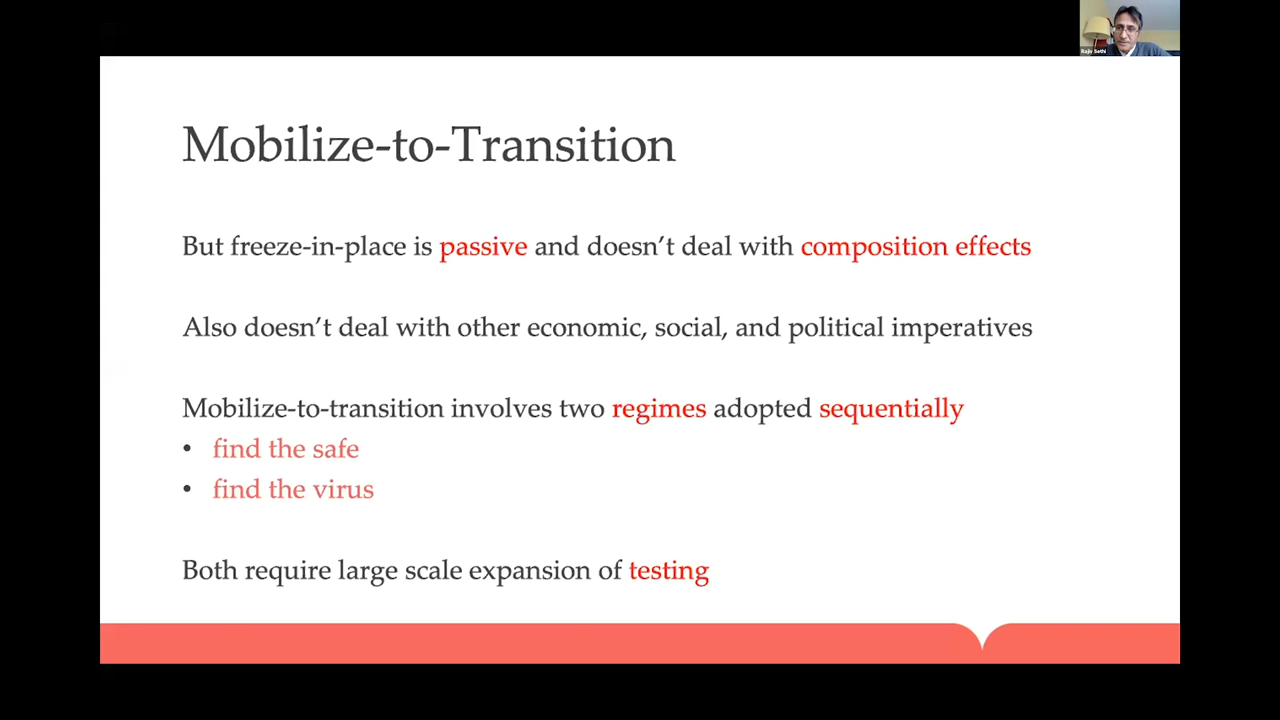 Rajiv Sethi
Mobilize-to-Transition
But freeze-in-place is passive and doesn’t deal with composition effects
Also doesn’t deal with other economic, social, and political imperatives
Mobilize-to-transition involves two regimes adopted sequentially
• find the safe
• find the virus
Both require large scale expansion of testing